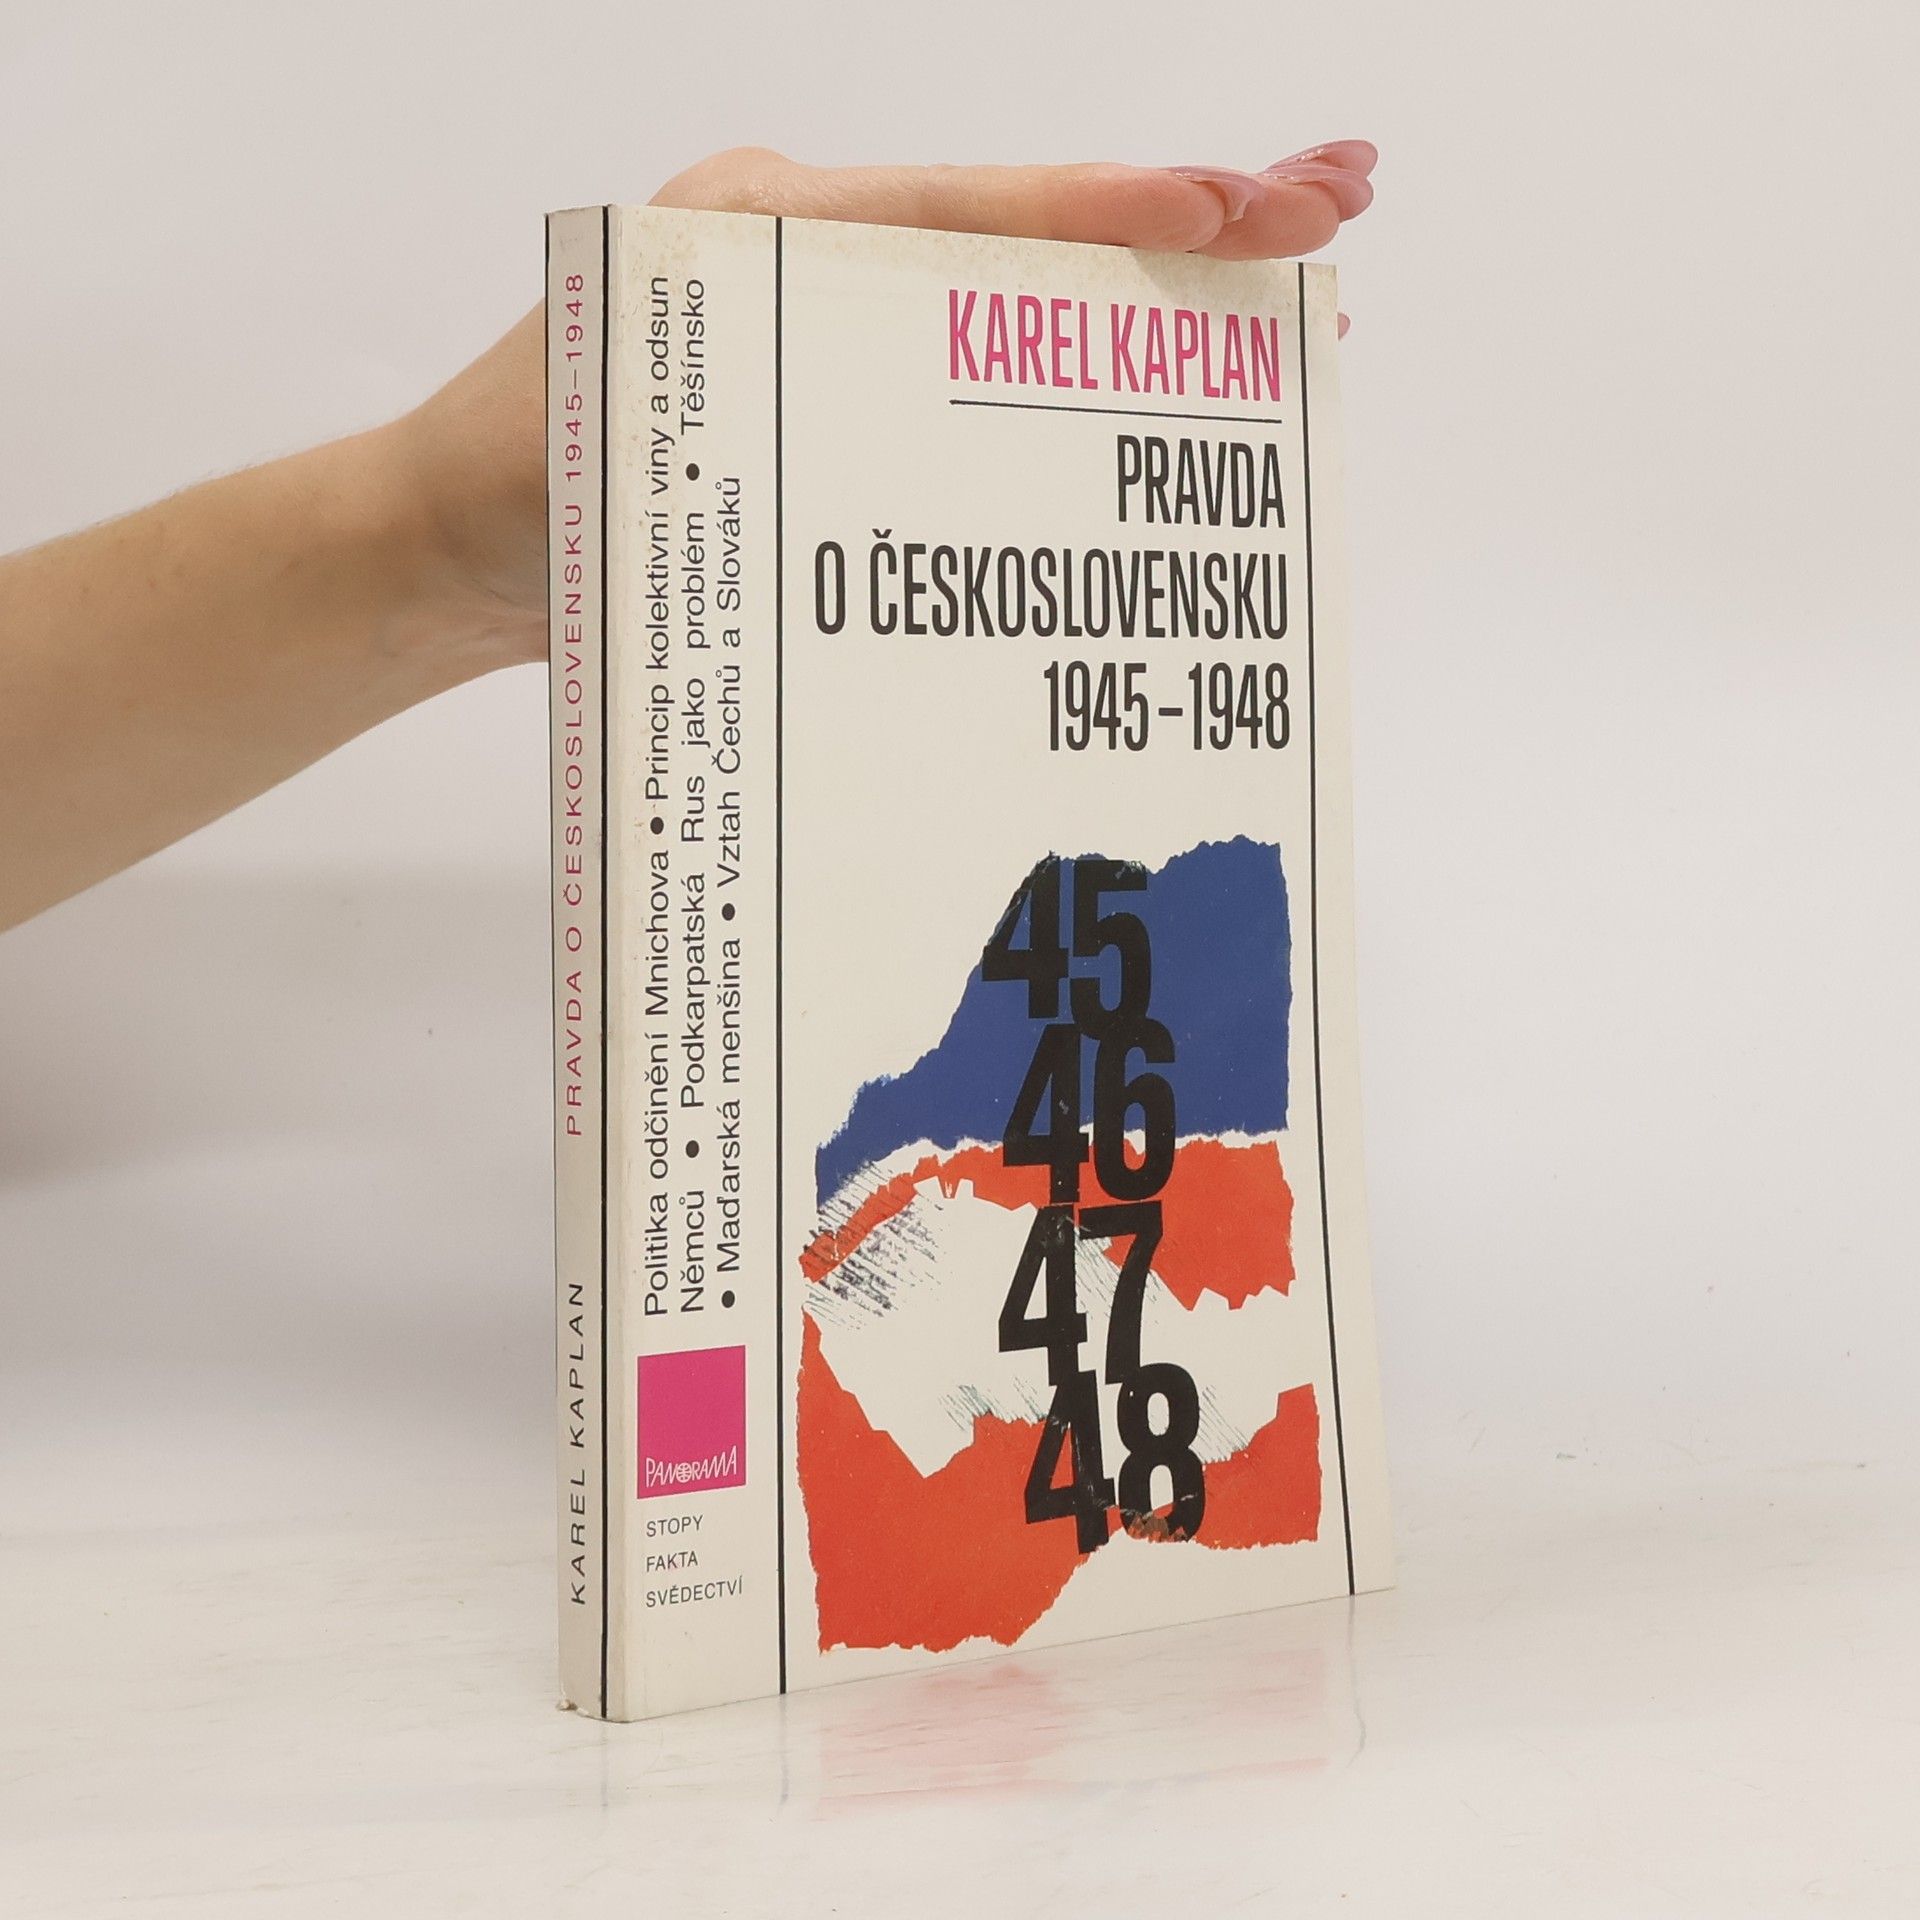 PRAVDA O ČESKOSLOVENSKU 1945–1948
KAREL KAPLAN
Politika odčinění Mnichova ● Princip kolektivní viny a odsun
Němců ● Podkarpatská Rus jako problém ● Těšínsko
● Maďarská menšina ● Vztah Čechů a Slováků
PANORAMA
STOPY
FAKTA
SVĚDECTVÍ
KAREL KAPLAN
PRAVDA
O ČESKOSLOVENSKU
1945–1948
45
46
47
48